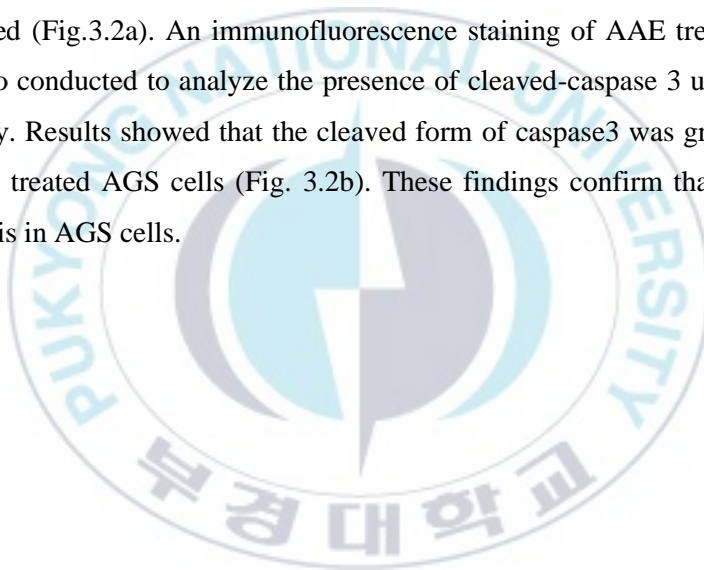 ed (Fig.3.2a). An immunofluorescence staining of AAE tre
o conducted to analyze the presence of cleaved-caspase 3 u
y. Results showed that the cleaved form of caspase3 was gr
treated AGS cells (Fig. 3.2b). These findings confirm tha
is in AGS cells.
PUKYONG NATIONAL UNIVERSITY
부경대학교